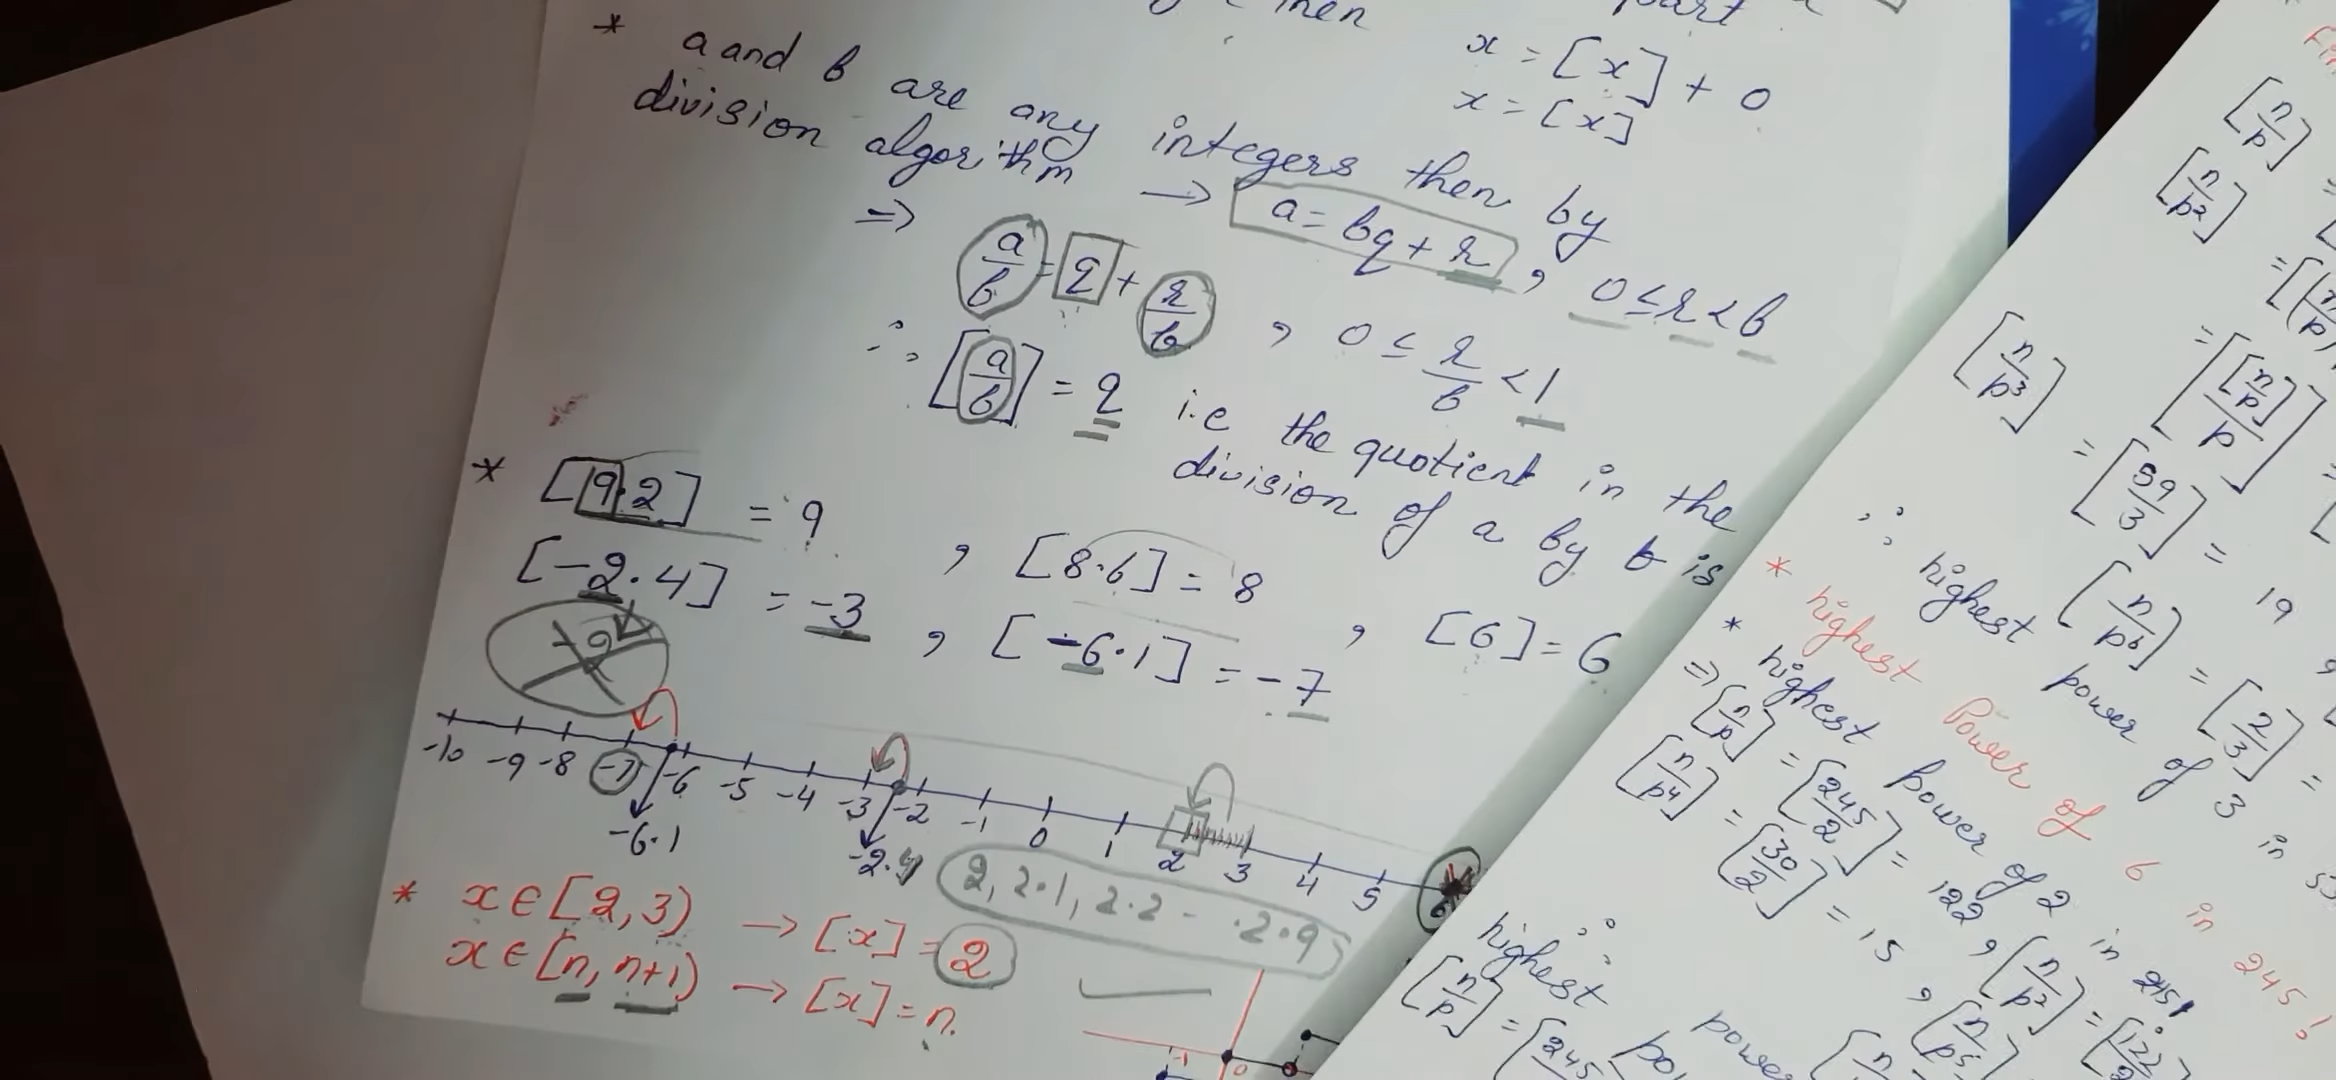 then
part
x = [x] + 0
x = [x]
* a and b are any integers then by
division algorithm → a = bq + r , 0 ≤ r < b
⇒ a/b = q + r/b , 0 ≤ r/b < 1
∴ [a/b] = q i.e the quotient in the
division of a by b is
* [9.2] = 9 , [8.6] = 8 , [6] = 6
[-2.4] = -3 , [-6.1] = -7
-10 -9 -8 -7 -6 -5 -4 -3 -2 -1 0 1 2 3 4 5 6
-6.1 -2.4
2, 2.1, 2.2 - .2.9
* x ∈ [2, 3) → [x] = 2
x ∈ [n, n+1) → [x] = n.
-1 0
[n/p]
[n/p²]
= [[n/p]/p]
[n/p³]
= [59/3] = 19
[n/p⁶] = [2/3] =
∴ highest power of 3 in
* highest Power of 6 in 245!
* highest power of 2 in 245!
⇒ [n/p] = [245/2] = 122 , [n/p²] = [122/2]
[n/p⁴] = [30/2] = 15 , [n/p⁵] =
∴ highest power
[n/p] = [245